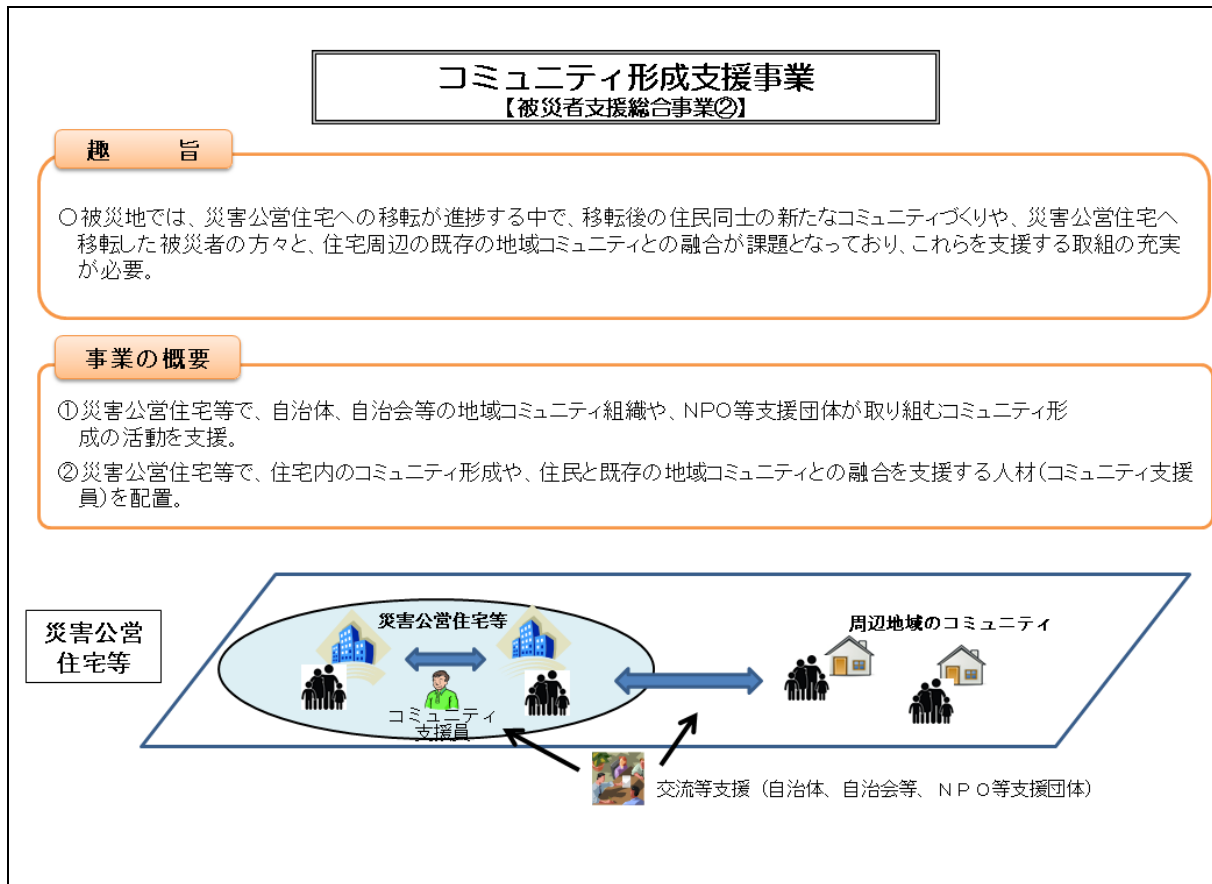 コミュニティ形成支援事業
【被災者支援総合事業②】
趣 旨
○被災地では、災害公営住宅への移転が進捗する中で、移転後の住民同士の新たなコミュニティづくりや、災害公営住宅へ
移転した被災者の方々と、住宅周辺の既存の地域コミュニティとの融合が課題となっており、これらを支援する取組の充実
が必要。
事業の概要
①災害公営住宅等で、自治体、自治会等の地域コミュニティ組織や、NPO等支援団体が取り組むコミュニティ形
成の活動を支援。
②災害公営住宅等で、住宅内のコミュニティ形成や、住民と既存の地域コミュニティとの融合を支援する人材(コミュニティ支援
員)を配置。
災害公営
住宅等
災害公営住宅等
コミュニティ
支援員
周辺地域のコミュニティ
交流等支援（自治体、自治会等、ＮＰＯ等支援団体）